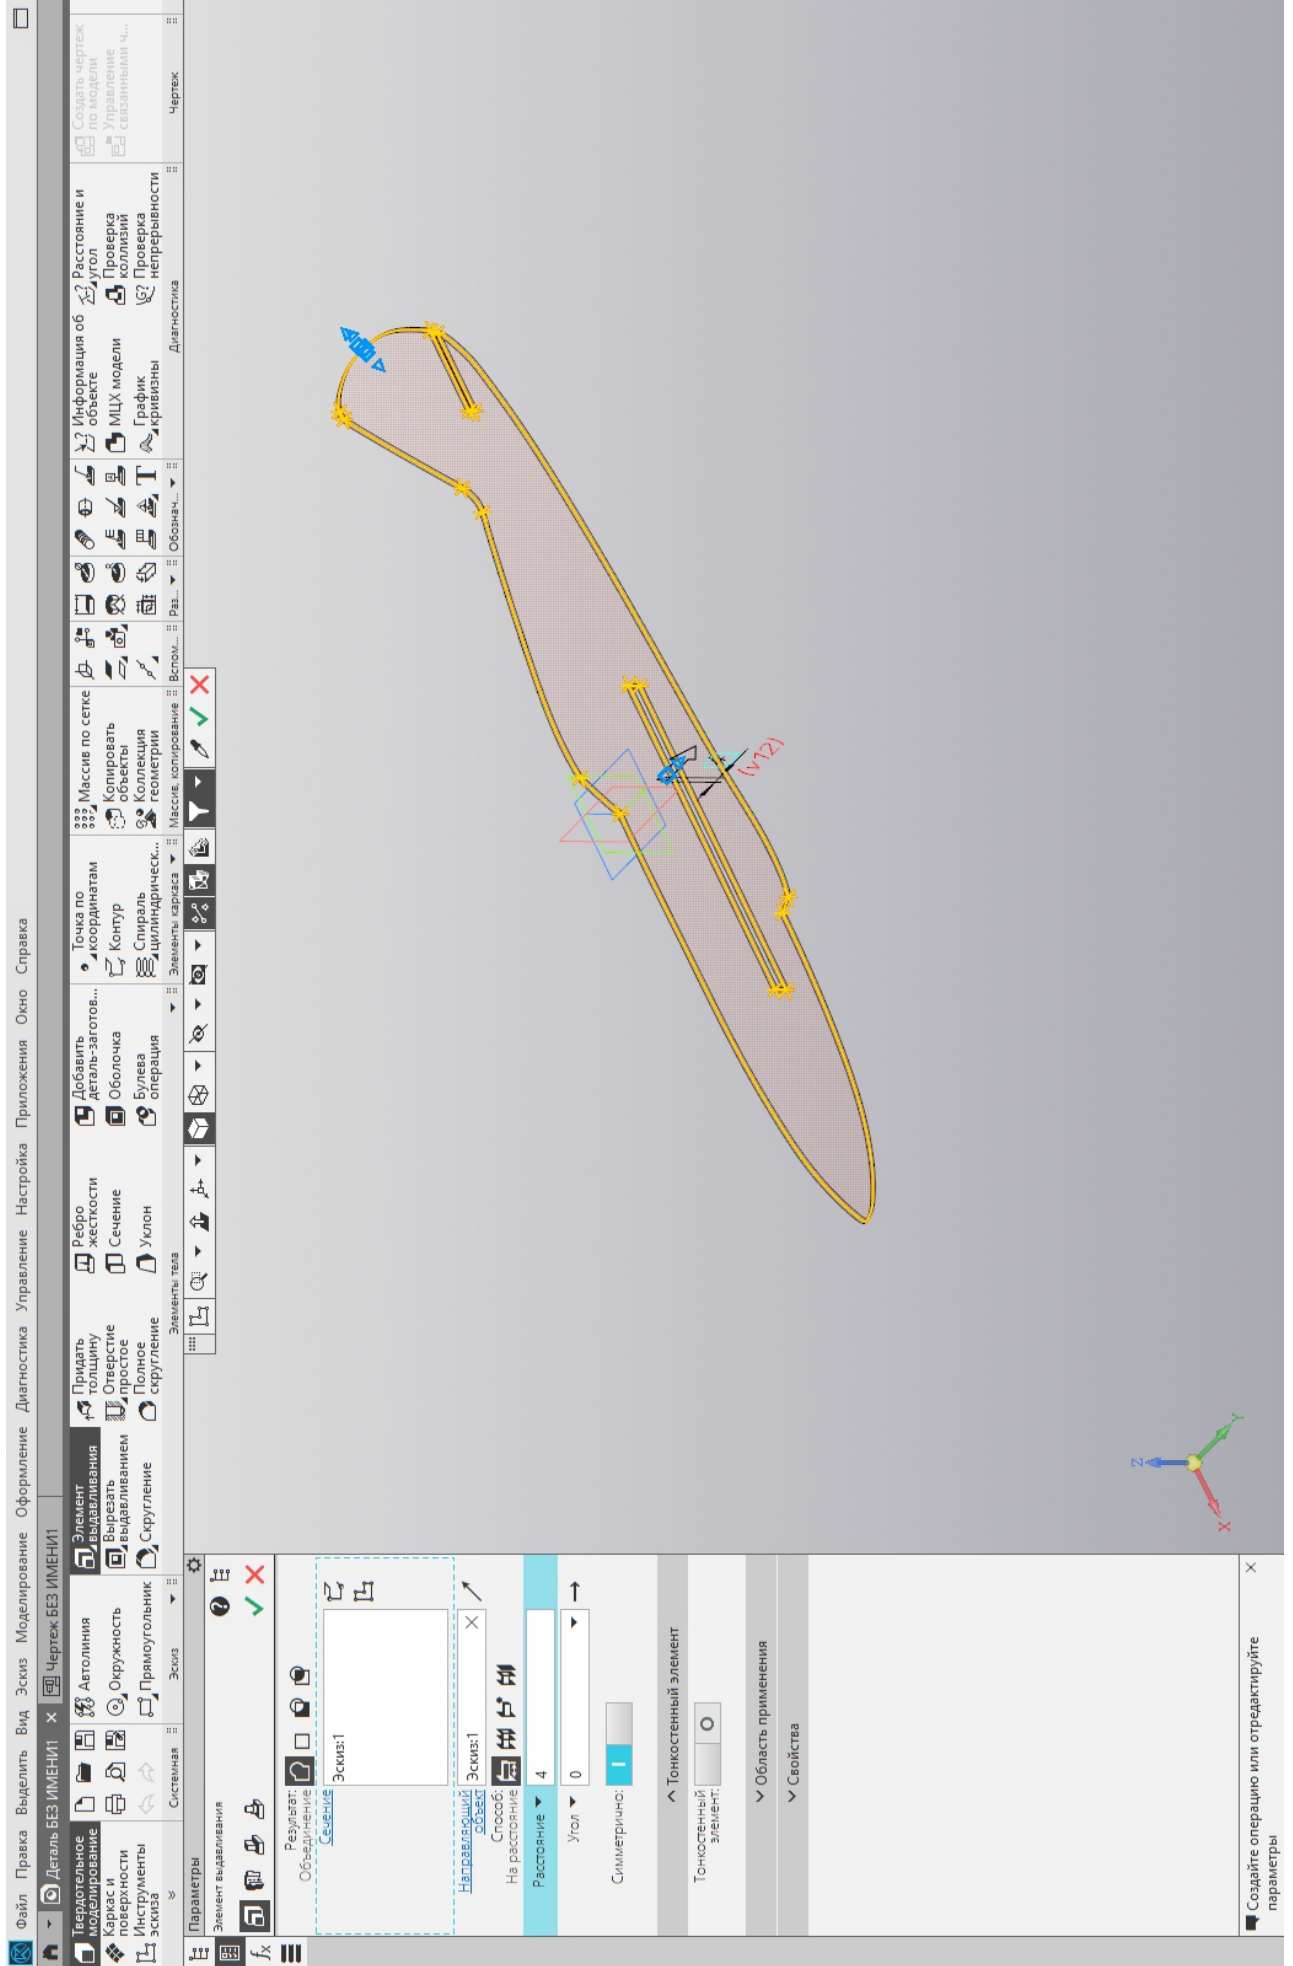 Файл Правка Выделить Вид Эскиз Моделирование Оформление Диагностика Управление Настройка Приложения Окно Справка
Деталь БЕЗ ИМЕНИ1
Чертеж БЕЗ ИМЕНИ1
Твердотельное
моделирование
Каркас и
поверхности
Инструменты
эскиза
Системная
Автолиния
Окружность
Прямоугольник
Эскиз
Элемент
выдавливания
Вырезать
выдавливанием
Скругление
Придать
толщину
Отверстие
простое
Полное
скругление
Ребро
жесткости
Сечение
Уклон
Добавить
деталь-заготов...
Оболочка
Булева
операция
Элементы тела
Точка по
координатам
Контур
Спираль
цилиндрическ...
Элементы каркаса
Массив по сетке
Копировать
объекты
Коллекция
геометрии
Массив, копирование
Вспом...
Раз...
Обознач...
Информация об
объекте
МЦХ модели
График
кривизны
Расстояние и
угол
Проверка
коллизий
Проверка
непрерывности
Диагностика
Создать чертеж
по модели
Управление
связанными ч...
Чертеж
Параметры
Элемент выдавливания
Результат:
Объединение
Сечение
Эскиз:1
Направляющий
объект
Эскиз:1
Способ:
На расстояние
Расстояние 4
Угол 0
Симметрично:
Тонкостенный элемент
Тонкостенный
элемент:
Область применения
Свойства
Создайте операцию или отредактируйте
параметры
(v12)
Z
Y
X